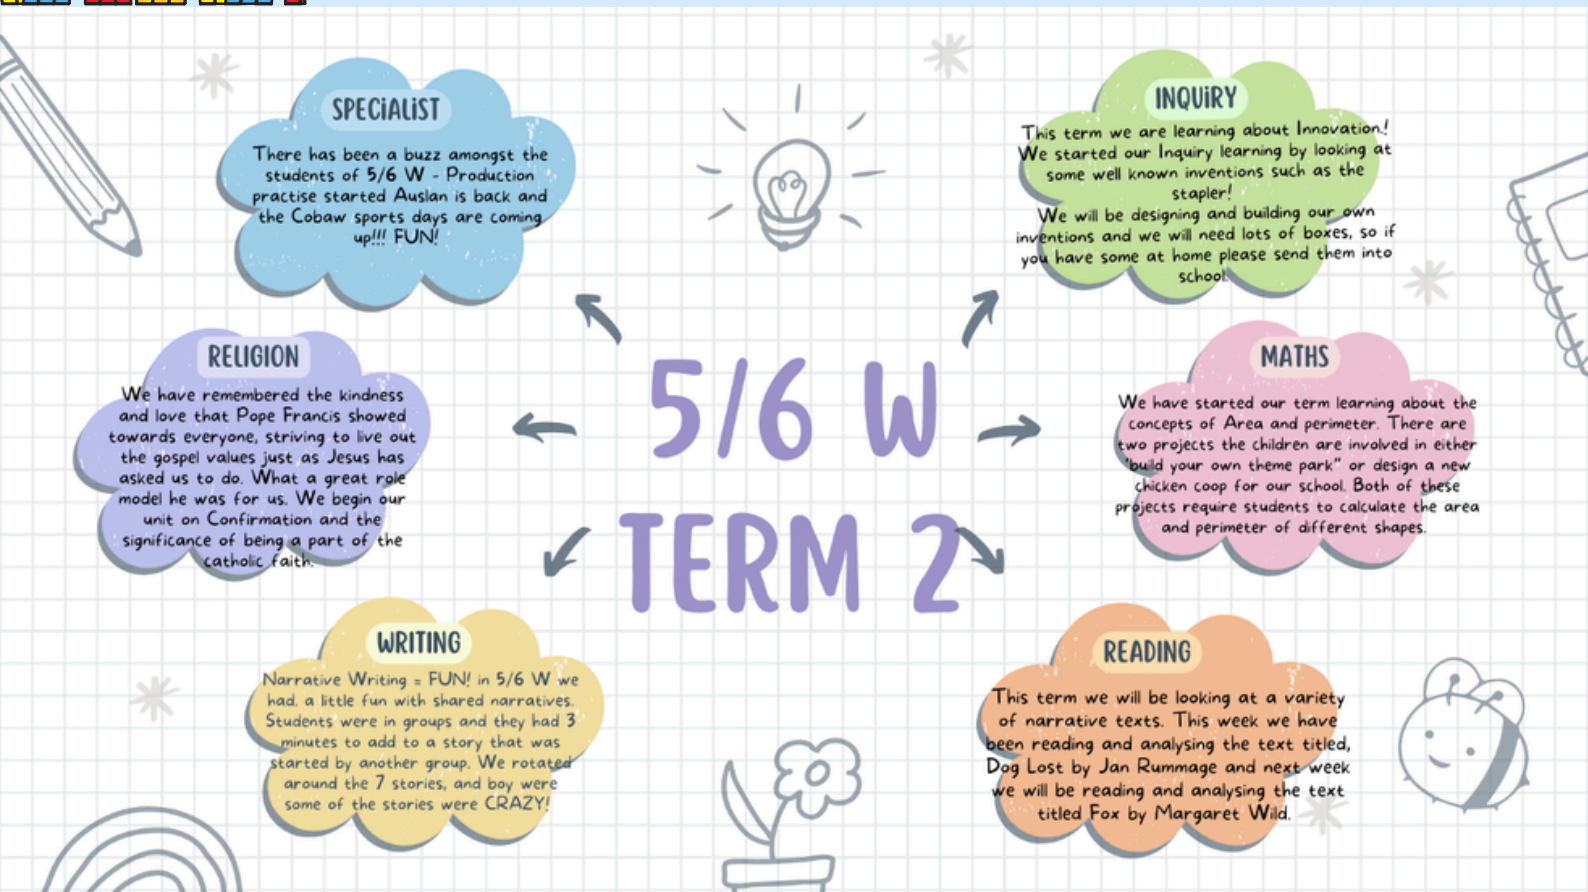 SPECiALiST
There has been a buzz amongst the
students of 5/6 W - Production
practise started Auslan is back and
the Cobaw sports days are coming
up!!! FUN!
INQUiRY
This term we are learning about Innovation!
We started our Inquiry learning by looking at
some well known inventions such as the
stapler!
We will be designing and building our own
inventions and we will need lots of boxes, so if
you have some at home please send them into
school.
RELIGION
We have remembered the kindness
and love that Pope Francis showed
towards everyone, striving to live out
the gospel values just as Jesus has
asked us to do. What a great role
model he was for us. We begin our
unit on Confirmation and the
significance of being a part of the
catholic faith.
5/6 W
TERM 2
MATHS
We have started our term learning about the
concepts of Area and perimeter. There are
two projects the children are involved in either
'build your own theme park" or design a new
chicken coop for our school. Both of these
projects require students to calculate the area
and perimeter of different shapes.
WRITING
Narrative Writing = FUN! in 5/6 W we
had. a little fun with shared narratives.
Students were in groups and they had 3
minutes to add to a story that was
started by another group. We rotated
around the 7 stories, and boy were
some of the stories were CRAZY!
READING
This term we will be looking at a variety
of narrative texts. This week we have
been reading and analysing the text titled,
Dog Lost by Jan Rummage and next week
we will be reading and analysing the text
titled Fox by Margaret Wild.